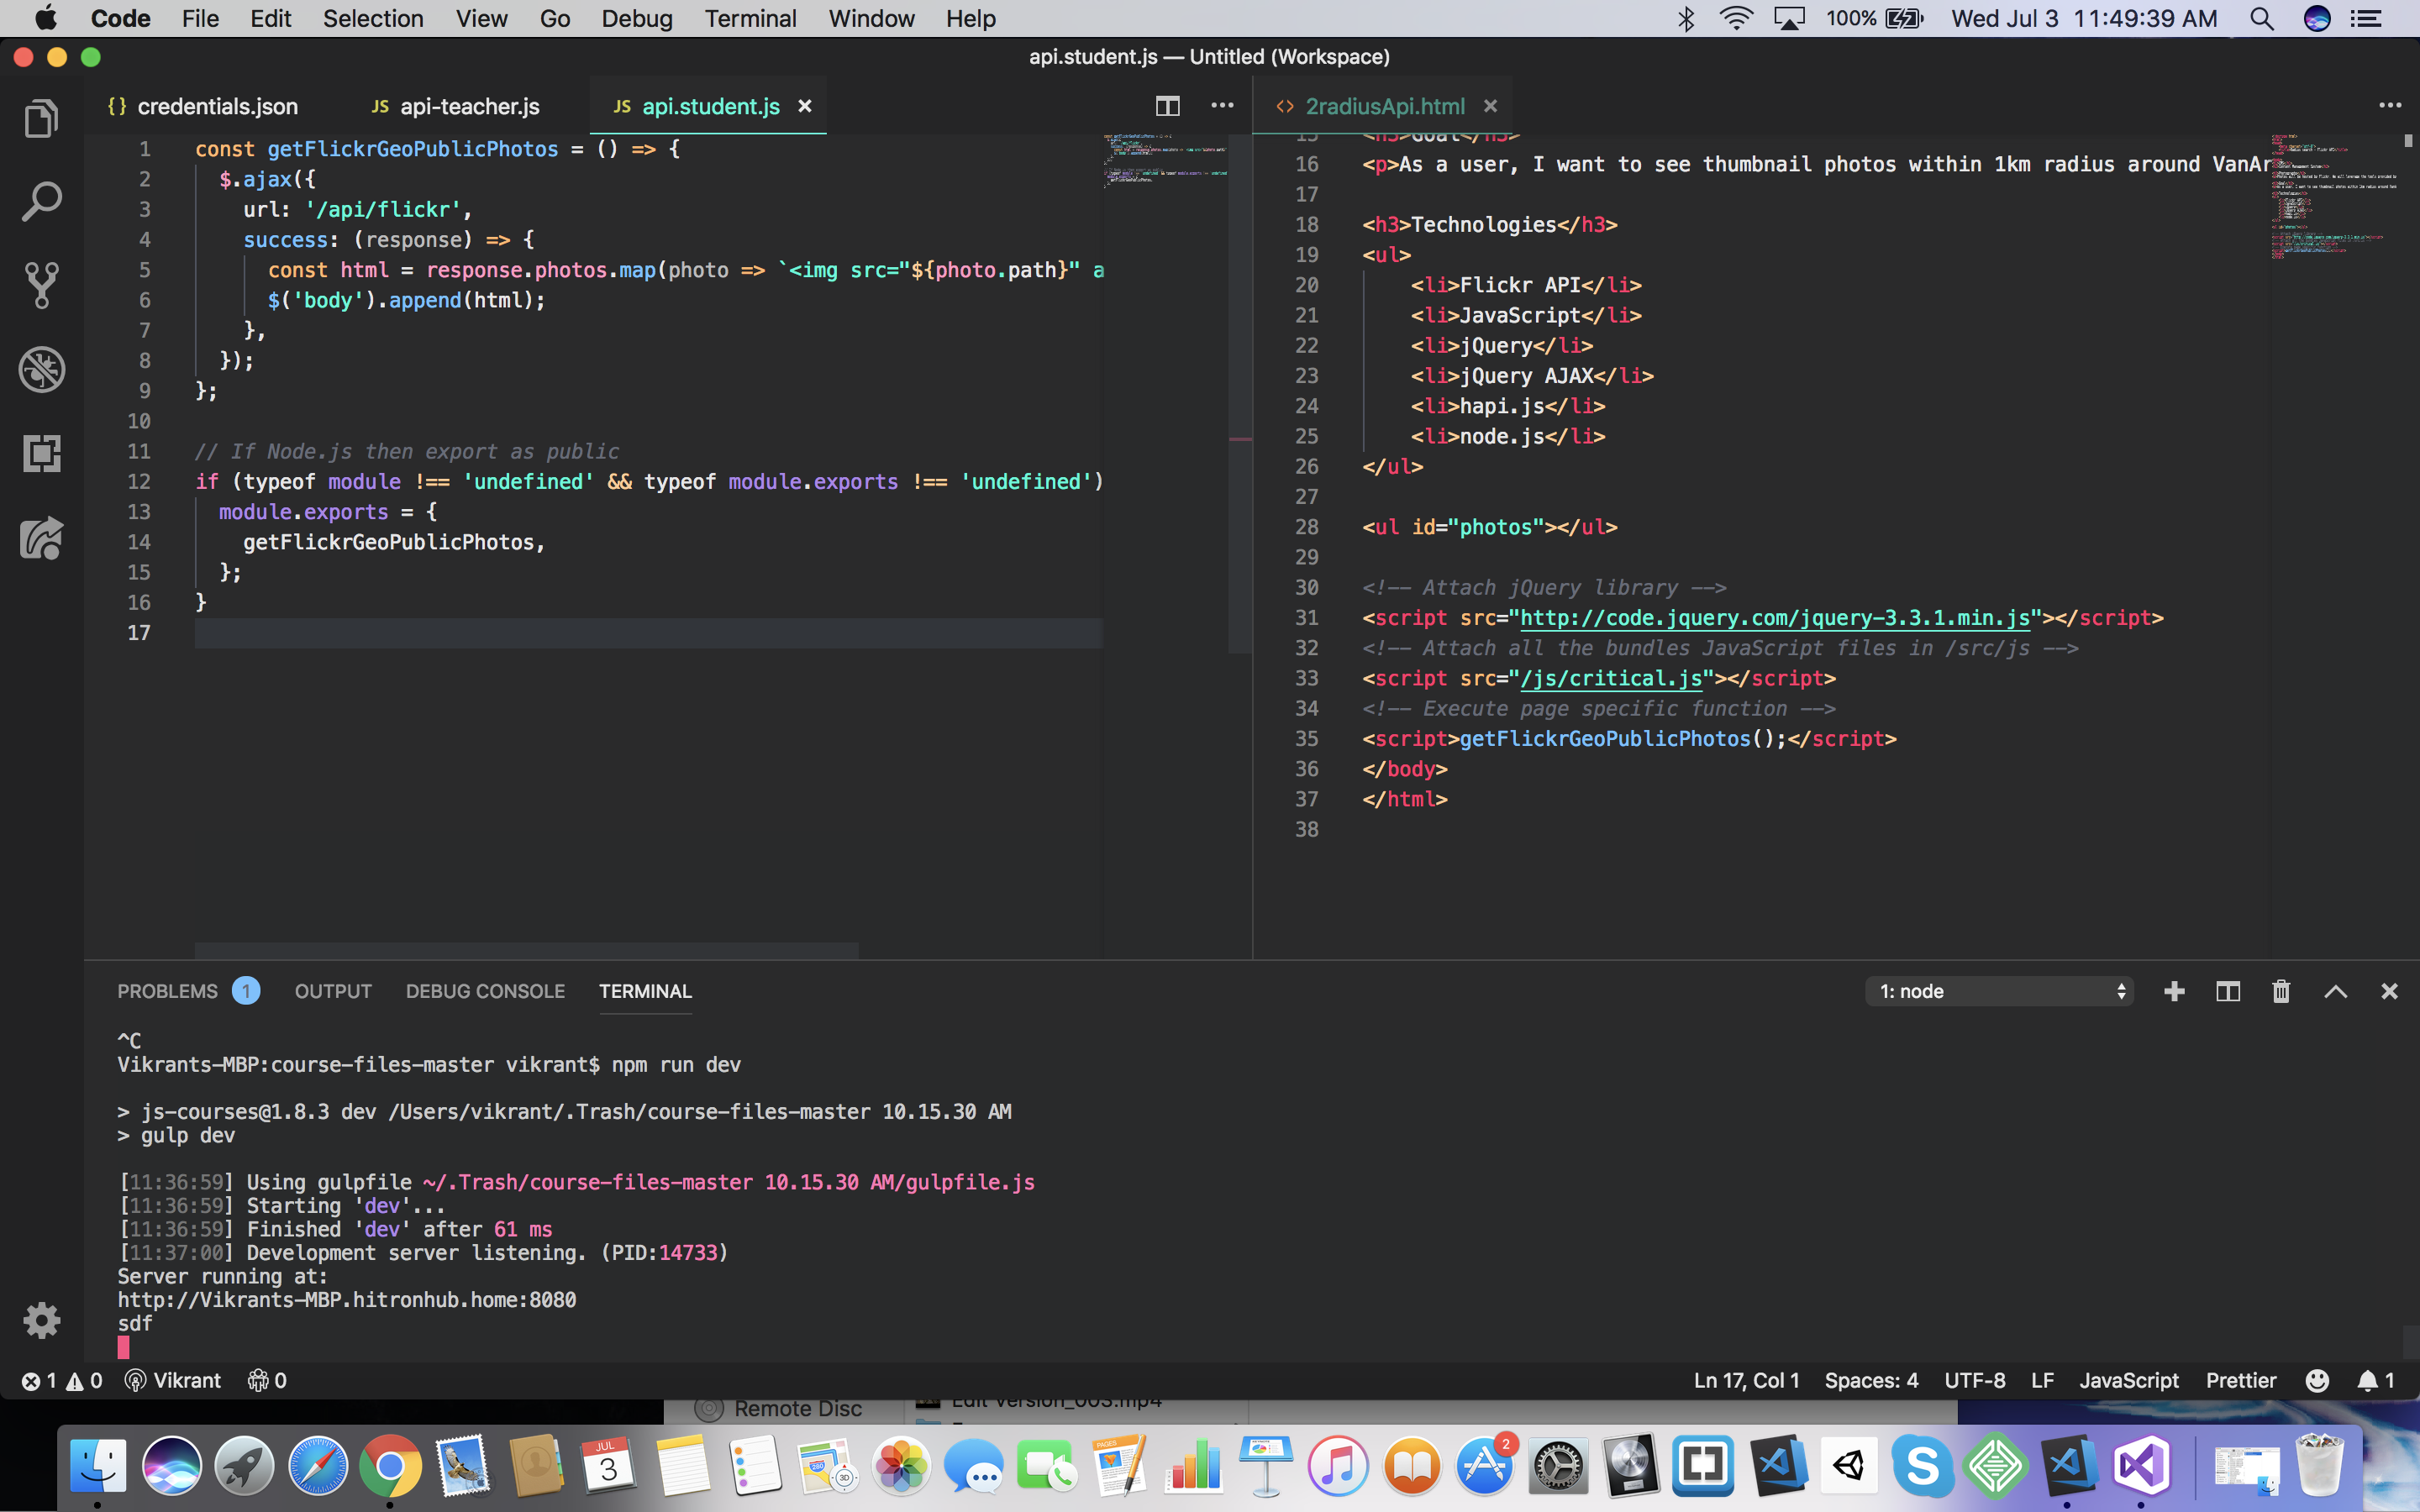 Code File Edit Selection View Go Debug Terminal Window Help 100% Wed Jul 3 11:49:39 AM
api.student.js — Untitled (Workspace)
{} credentials.json JS api-teacher.js JS api.student.js × ··· <> 2radiusApi.html × ···
1 const getFlickrGeoPublicPhotos = () => {
2 $.ajax({
3 url: '/api/flickr',
4 success: (response) => {
5 const html = response.photos.map(photo => `<img src="${photo.path}" a
6 $('body').append(html);
7 },
8 });
9 };
10
11 // If Node.js then export as public
12 if (typeof module !== 'undefined' && typeof module.exports !== 'undefined')
13 module.exports = {
14 getFlickrGeoPublicPhotos,
15 };
16 }
17
15 <h3>Goal</h3>
16 <p>As a user, I want to see thumbnail photos within 1km radius around VanAr
17
18 <h3>Technologies</h3>
19 <ul>
20 <li>Flickr API</li>
21 <li>JavaScript</li>
22 <li>jQuery</li>
23 <li>jQuery AJAX</li>
24 <li>hapi.js</li>
25 <li>node.js</li>
26 </ul>
27
28 <ul id="photos"></ul>
29
30 <!-- Attach jQuery library -->
31 <script src="http://code.jquery.com/jquery-3.3.1.min.js"></script>
32 <!-- Attach all the bundles JavaScript files in /src/js -->
33 <script src="/js/critical.js"></script>
34 <!-- Execute page specific function -->
35 <script>getFlickrGeoPublicPhotos();</script>
36 </body>
37 </html>
38
PROBLEMS 1 OUTPUT DEBUG CONSOLE TERMINAL 1: node
^C
Vikrants-MBP:course-files-master vikrant$ npm run dev
> js-courses@1.8.3 dev /Users/vikrant/.Trash/course-files-master 10.15.30 AM
> gulp dev
[11:36:59] Using gulpfile ~/.Trash/course-files-master 10.15.30 AM/gulpfile.js
[11:36:59] Starting 'dev'...
[11:36:59] Finished 'dev' after 61 ms
[11:37:00] Development server listening. (PID:14733)
Server running at:
http://Vikrants-MBP.hitronhub.home:8080
sdf
1 0 Vikrant 0 Ln 17, Col 1 Spaces: 4 UTF-8 LF JavaScript Prettier 1
Remote Disc Edit version_003.mp4
JUL
3
280
3D
PAGES
2
S